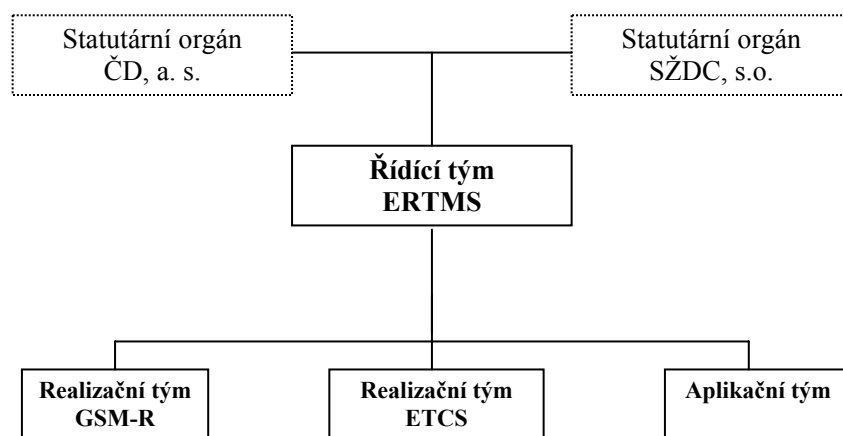 Statutární orgán
ČD, a. s.
Statutární orgán
SŽDC, s.o.
Řídící tým
ERTMS
Realizační tým
GSM-R
Realizační tým
ETCS
Aplikační tým